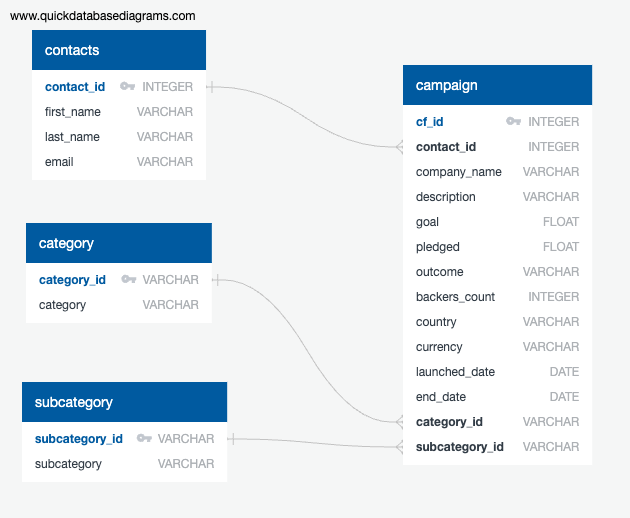 www.quickdatabasediagrams.com
contacts
contact_id INTEGER
first_name VARCHAR
last_name VARCHAR
email VARCHAR
campaign
cf_id INTEGER
contact_id INTEGER
company_name VARCHAR
description VARCHAR
goal FLOAT
pledged FLOAT
outcome VARCHAR
backers_count INTEGER
country VARCHAR
currency VARCHAR
launched_date DATE
end_date DATE
category_id VARCHAR
subcategory_id VARCHAR
category
category_id VARCHAR
category VARCHAR
subcategory
subcategory_id VARCHAR
subcategory VARCHAR